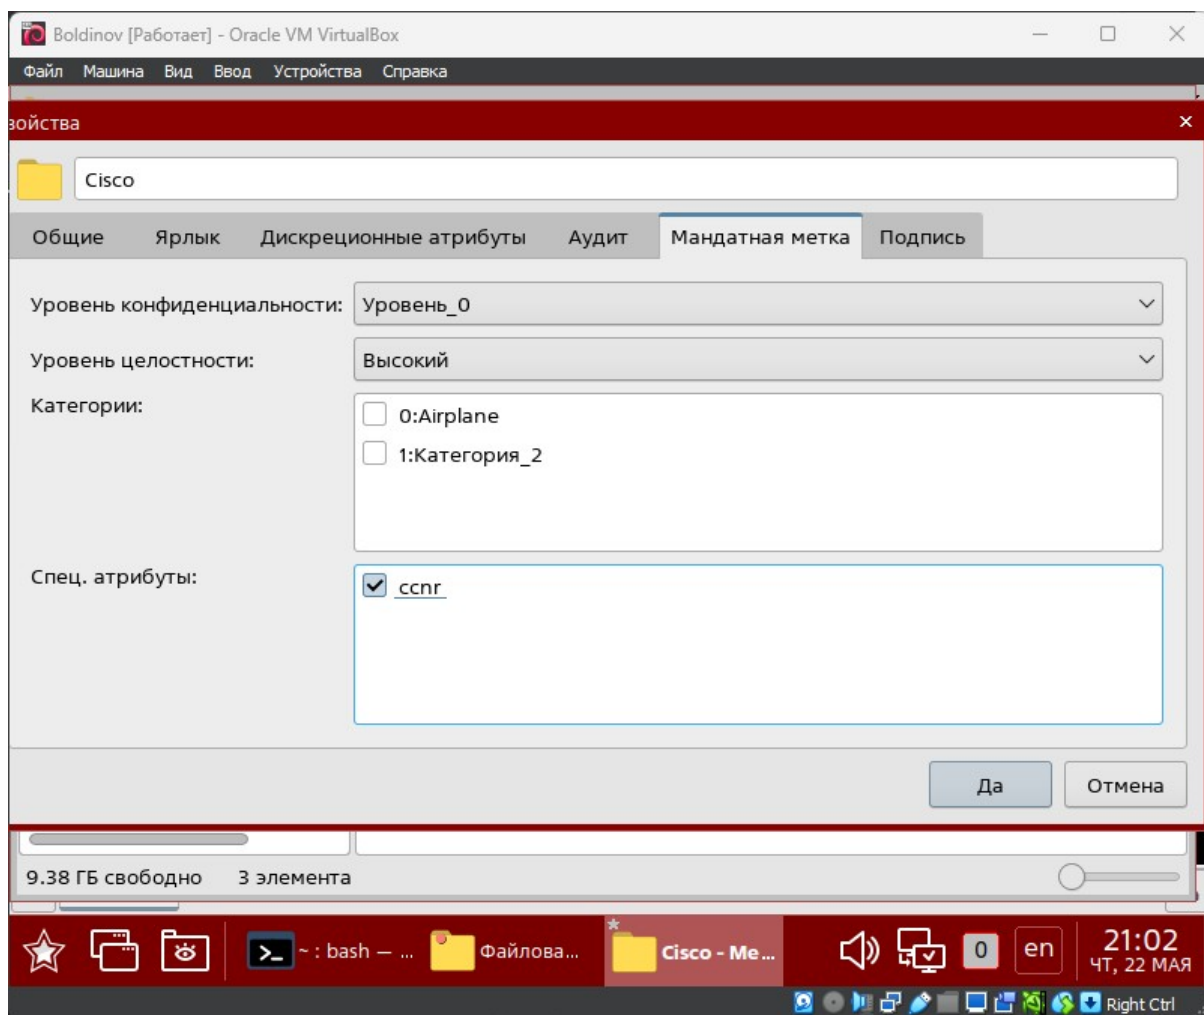 Boldinov [Работает] - Oracle VM VirtualBox
Файл Машина Вид Ввод Устройства Справка
войства
Cisco
Общие Ярлык Дискреционные атрибуты Аудит Мандатная метка Подпись
Уровень конфиденциальности: Уровень_0
Уровень целостности: Высокий
Категории:
0:Airplane
1:Категория_2
Спец. атрибуты:
ccnr
Да Отмена
9.38 ГБ свободно 3 элемента
~ : bash — ... Файлова... Cisco - Me... 0 en 21:02
ЧТ, 22 МАЯ
Right Ctrl